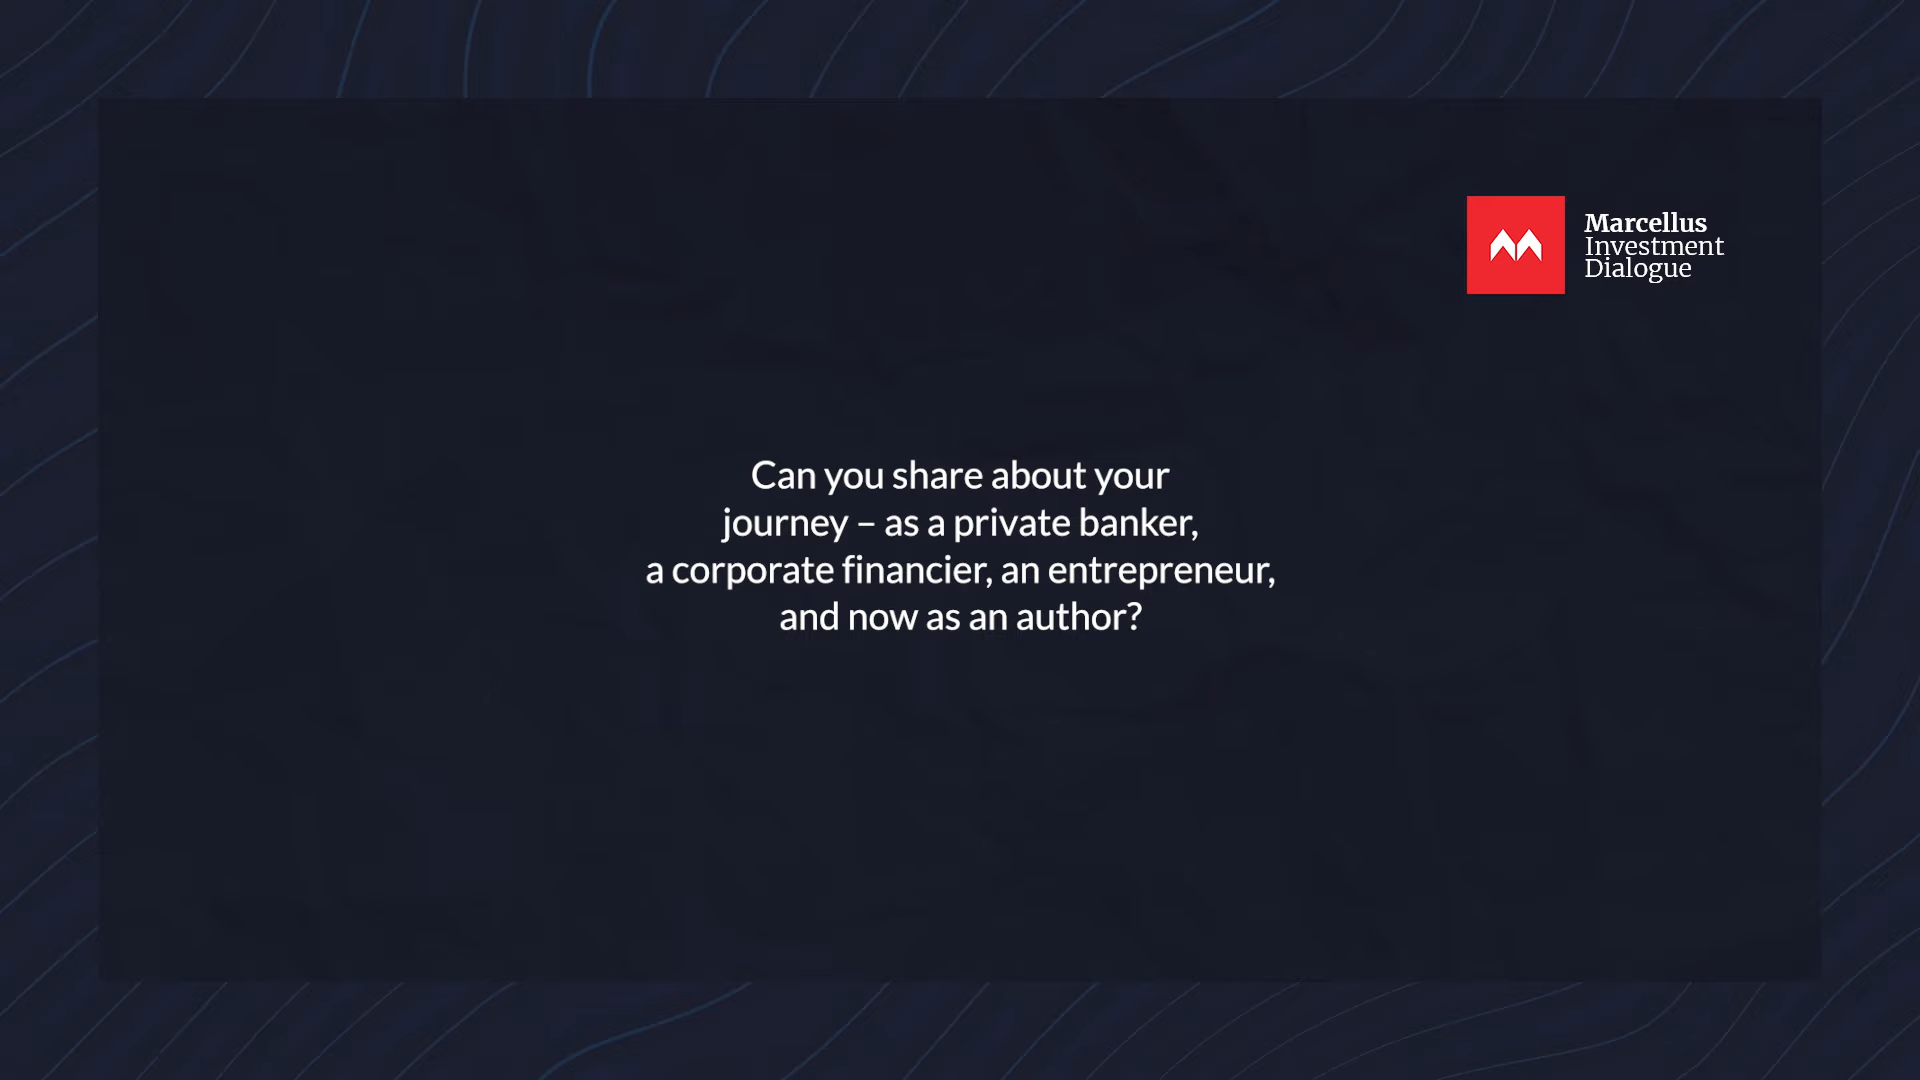 Marcellus
Investment
Dialogue
Can you share about your
journey – as a private banker,
a corporate financier, an entrepreneur,
and now as an author?